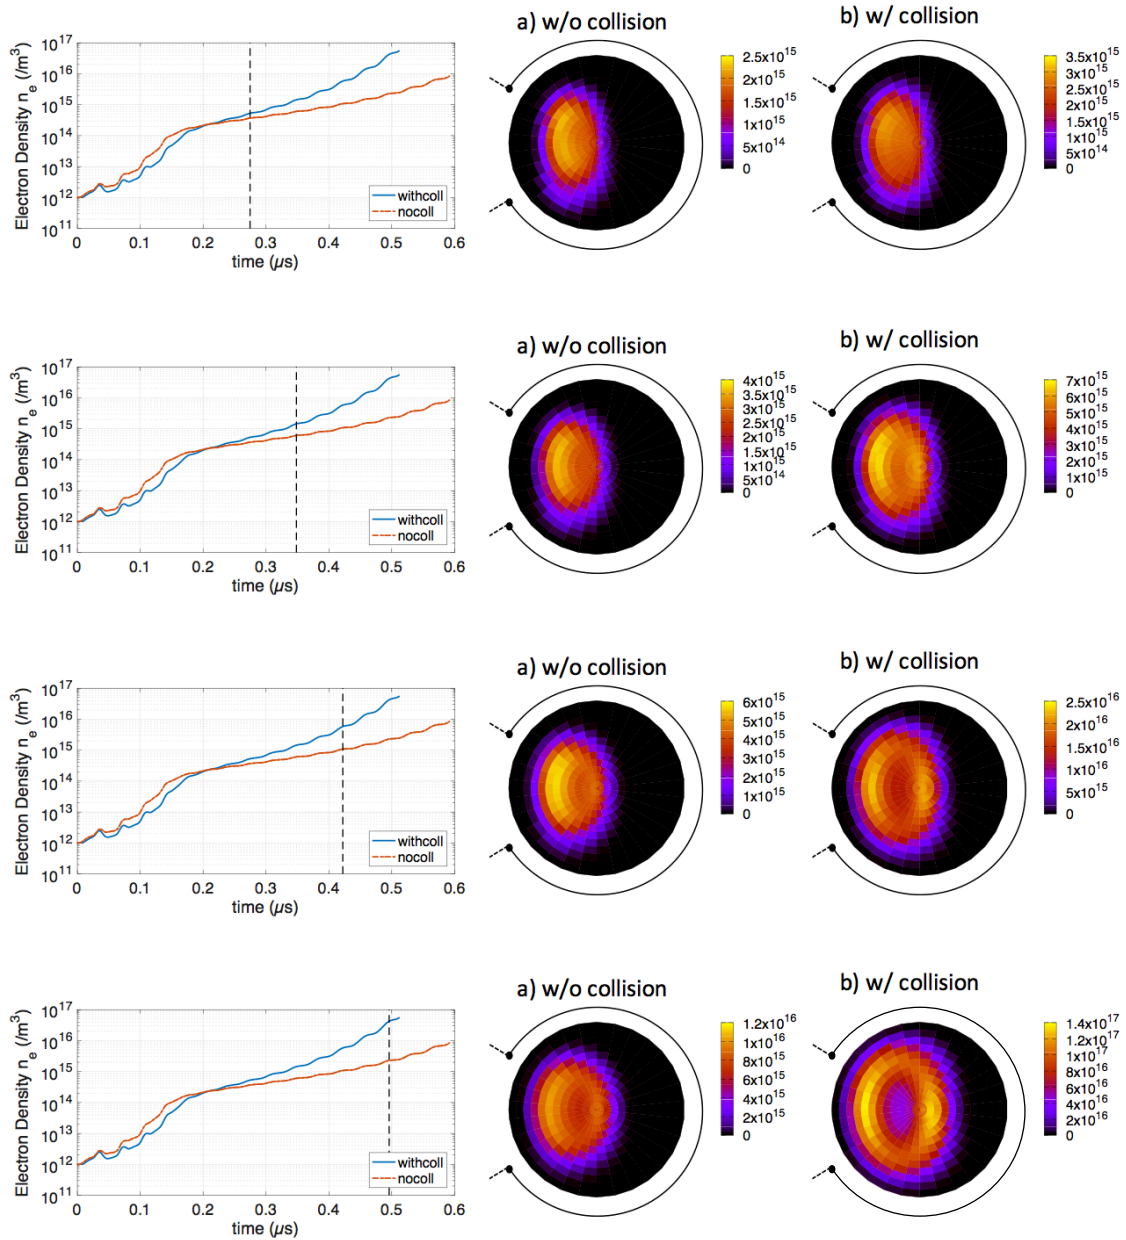 a) w/o collision
b) w/ collision
Electron Density n_e (/m^3)
10^17
10^16
10^15
10^14
10^13
10^12
10^11
0
0.1
0.2
0.3
0.4
0.5
0.6
time (μs)
withcoll
nocoll
2.5x10^15
2x10^15
1.5x10^15
1x10^15
5x10^14
0
3.5x10^15
3x10^15
2.5x10^15
2x10^15
1.5x10^15
1x10^15
5x10^14
0
a) w/o collision
b) w/ collision
Electron Density n_e (/m^3)
10^17
10^16
10^15
10^14
10^13
10^12
10^11
0
0.1
0.2
0.3
0.4
0.5
0.6
time (μs)
withcoll
nocoll
4x10^15
3.5x10^15
3x10^15
2.5x10^15
2x10^15
1.5x10^15
1x10^15
5x10^14
0
7x10^15
6x10^15
5x10^15
4x10^15
3x10^15
2x10^15
1x10^15
0
a) w/o collision
b) w/ collision
Electron Density n_e (/m^3)
10^17
10^16
10^15
10^14
10^13
10^12
10^11
0
0.1
0.2
0.3
0.4
0.5
0.6
time (μs)
withcoll
nocoll
6x10^15
5x10^15
4x10^15
3x10^15
2x10^15
1x10^15
0
2.5x10^16
2x10^16
1.5x10^16
1x10^16
5x10^15
0
a) w/o collision
b) w/ collision
Electron Density n_e (/m^3)
10^17
10^16
10^15
10^14
10^13
10^12
10^11
0
0.1
0.2
0.3
0.4
0.5
0.6
time (μs)
withcoll
nocoll
1.2x10^16
1x10^16
8x10^15
6x10^15
4x10^15
2x10^15
0
1.4x10^17
1.2x10^17
1x10^17
8x10^16
6x10^16
4x10^16
2x10^16
0